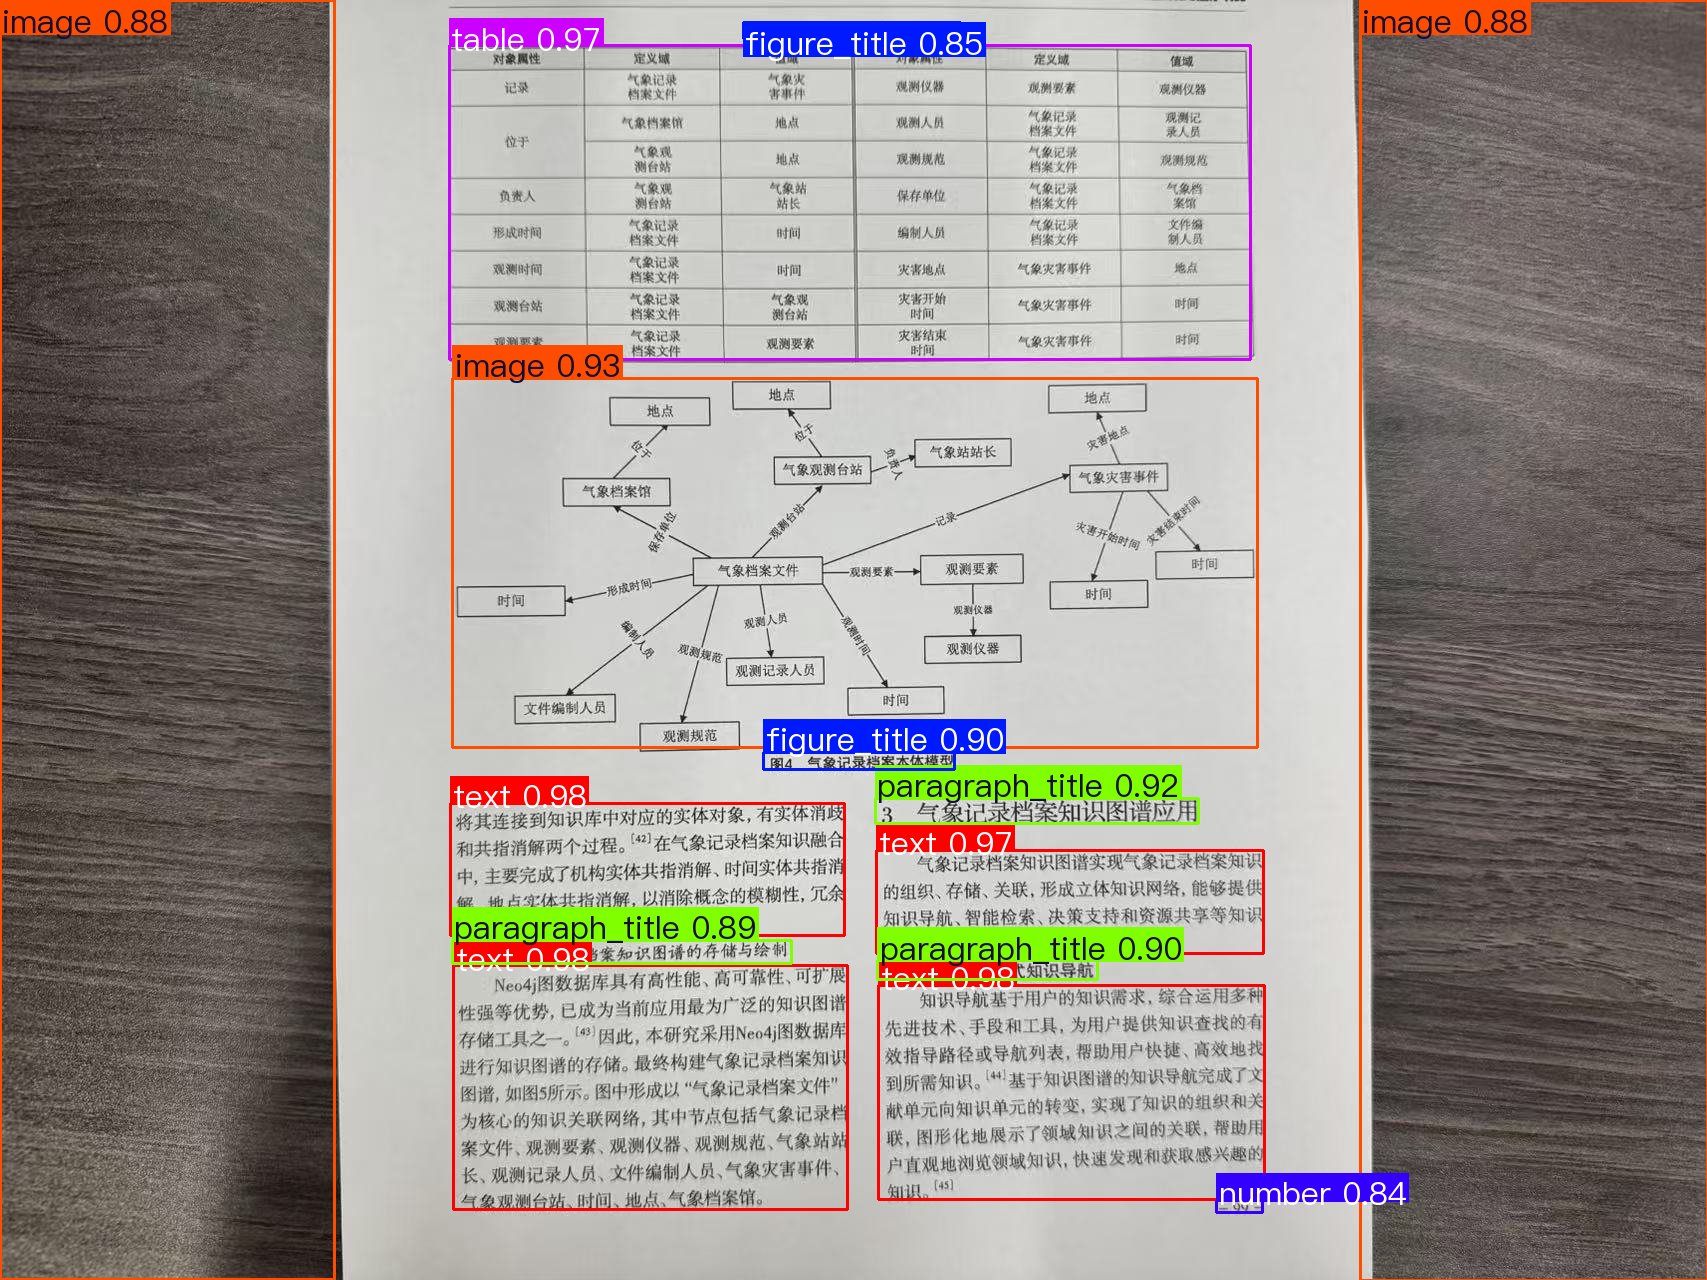 image 0.88
image 0.88
table 0.97
figure_title 0.85
对象属性 定义域 值域 对象属性 定义域 值域
记录 气象记录档案文件 气象灾害事件 观测仪器 观测要素 观测仪器
位于 气象档案馆 地点 观测人员 气象记录档案文件 观测记录人员
气象观测台站 地点 观测规范 气象记录档案文件 观测规范
负责人 气象观测台站 气象站站长 保存单位 气象记录档案文件 气象档案馆
形成时间 气象记录档案文件 时间 编制人员 气象记录档案文件 文件编制人员
观测时间 气象记录档案文件 时间 灾害地点 气象灾害事件 地点
观测台站 气象记录档案文件 气象观测台站 灾害开始时间 气象灾害事件 时间
观测要素 气象记录档案文件 观测要素 灾害结束时间 气象灾害事件 时间
image 0.93
地点
地点
地点
位于
位于
灾害地点
气象档案馆
气象观测台站
负责人
气象站站长
气象灾害事件
保存单位
观测台站
记录
灾害开始时间
灾害结束时间
气象档案文件
观测要素
观测要素
时间
时间
时间
形成时间
观测仪器
观测仪器
编制人员
观测规范
观测人员
观测时间
观测记录人员
时间
文件编制人员
观测规范
figure_title 0.90
图4 气象记录档案本体模型
text 0.98
将其连接到知识库中对应的实体对象,有实体消歧
和共指消解两个过程。[42]在气象记录档案知识融合
中,主要完成了机构实体共指消解、时间实体共指消
解、地点实体共指消解,以消除概念的模糊性,冗余
paragraph_title 0.89
档案知识图谱的存储与绘制
text 0.98
Neo4j图数据库具有高性能、高可靠性、可扩展
性强等优势,已成为当前应用最为广泛的知识图谱
存储工具之一。[43]因此,本研究采用Neo4j图数据库
进行知识图谱的存储。最终构建气象记录档案知识
图谱,如图5所示。图中形成以“气象记录档案文件”
为核心的知识关联网络,其中节点包括气象记录档
案文件、观测要素、观测仪器、观测规范、气象站站
长、观测记录人员、文件编制人员、气象灾害事件、
气象观测台站、时间、地点、气象档案馆。
paragraph_title 0.92
3 气象记录档案知识图谱应用
text 0.97
气象记录档案知识图谱实现气象记录档案知识
的组织、存储、关联,形成立体知识网络,能够提供
知识导航、智能检索、决策支持和资源共享等知识
paragraph_title 0.90
式知识导航
text 0.98
知识导航基于用户的知识需求,综合运用多种
先进技术、手段和工具,为用户提供知识查找的有
效指导路径或导航列表,帮助用户快捷、高效地找
到所需知识。[44]基于知识图谱的知识导航完成了文
献单元向知识单元的转变,实现了知识的组织和关
联,图形化地展示了领域知识之间的关联,帮助用
户直观地浏览领域知识,快速发现和获取感兴趣的
知识。[45]
number 0.84